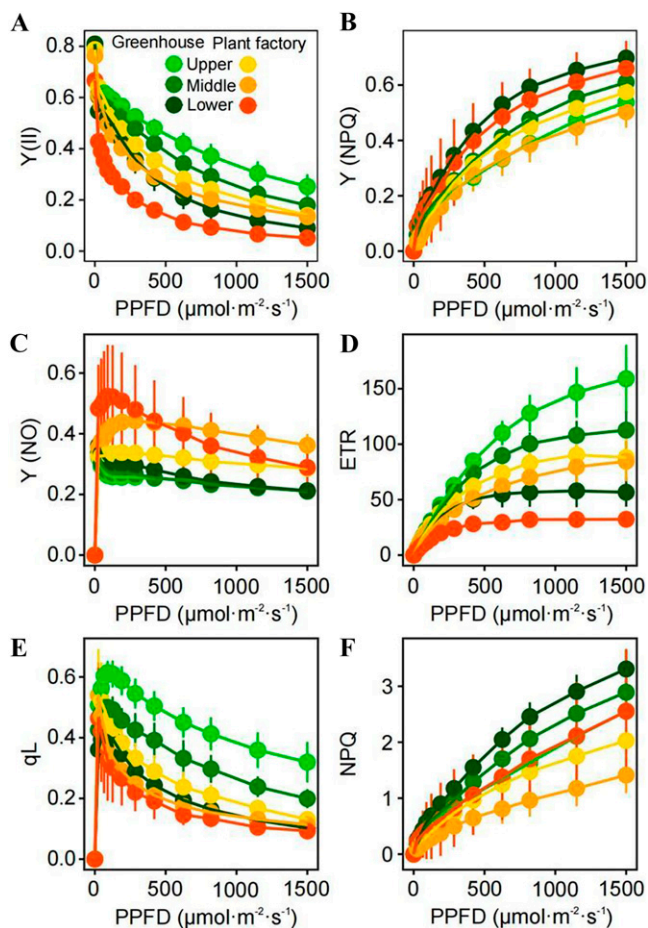 A
B
Greenhouse Plant factory
Upper
Middle
Lower
Y(II)
0.8
0.6
0.4
0.2
0.0
0 500 1000 1500
PPFD (μmol·m⁻²·s⁻¹)
Y (NPQ)
0.6
0.4
0.2
0.0
0 500 1000 1500
PPFD (μmol·m⁻²·s⁻¹)
C
D
Y (NO)
0.6
0.4
0.2
0.0
0 500 1000 1500
PPFD (μmol·m⁻²·s⁻¹)
ETR
150
100
50
0
0 500 1000 1500
PPFD (μmol·m⁻²·s⁻¹)
E
F
qL
0.6
0.4
0.2
0.0
0 500 1000 1500
PPFD (μmol·m⁻²·s⁻¹)
NPQ
3
2
1
0
0 500 1000 1500
PPFD (μmol·m⁻²·s⁻¹)